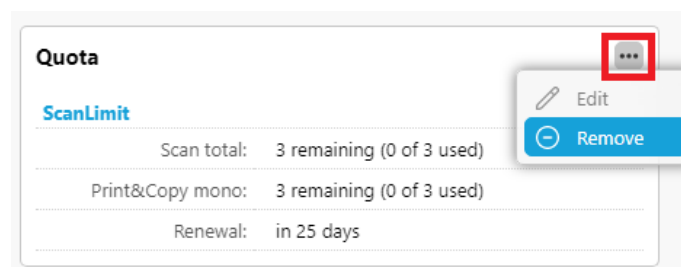 Quota
•••
Edit
ScanLimit
Remove
Scan total: 3 remaining (0 of 3 used)
Print&Copy mono: 3 remaining (0 of 3 used)
Renewal: in 25 days